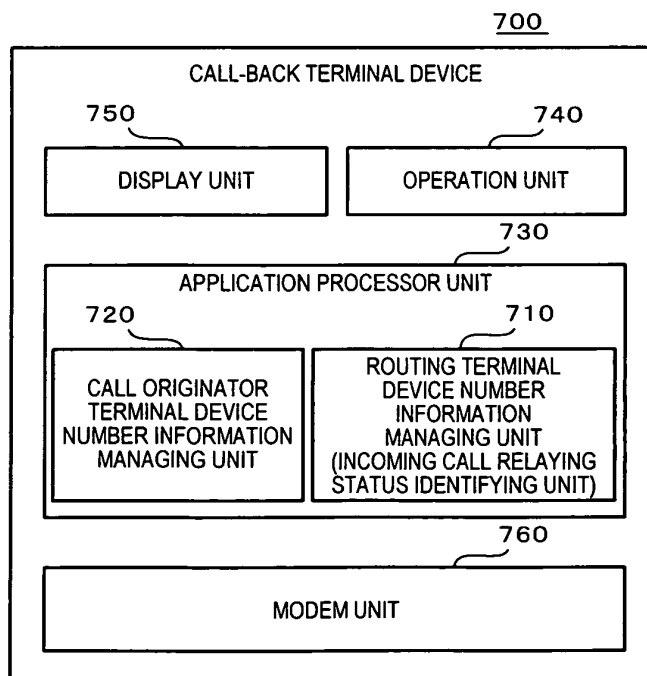 700
CALL-BACK TERMINAL DEVICE
750
740
DISPLAY UNIT
OPERATION UNIT
730
APPLICATION PROCESSOR UNIT
720
710
CALL ORIGINATOR
TERMINAL DEVICE
NUMBER INFORMATION
MANAGING UNIT
ROUTING TERMINAL
DEVICE NUMBER
INFORMATION
MANAGING UNIT
(INCOMING CALL RELAYING
STATUS IDENTIFYING UNIT)
760
MODEM UNIT